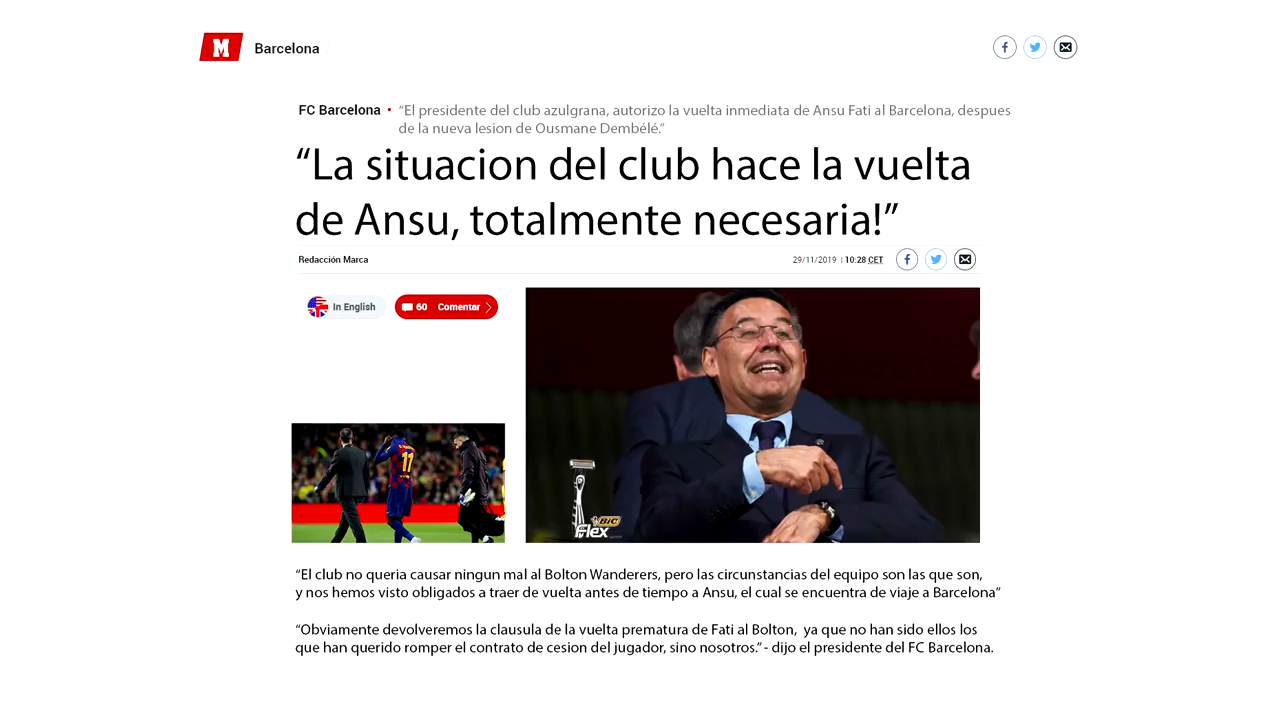 M Barcelona
FC Barcelona • “El presidente del club azulgrana, autorizo la vuelta inmediata de Ansu Fati al Barcelona, despues
de la nueva lesion de Ousmane Dembélé.”
“La situacion del club hace la vuelta
de Ansu, totalmente necesaria!”
Redacción Marca
29/11/2019 | 10:28 CET
In English
60 Comentar
11
BIC
Flex
“El club no queria causar ningun mal al Bolton Wanderers, pero las circunstancias del equipo son las que son,
y nos hemos visto obligados a traer de vuelta antes de tiempo a Ansu, el cual se encuentra de viaje a Barcelona”
“Obviamente devolveremos la clausula de la vuelta prematura de Fati al Bolton, ya que no han sido ellos los
que han querido romper el contrato de cesion del jugador, sino nosotros.” - dijo el presidente del FC Barcelona.